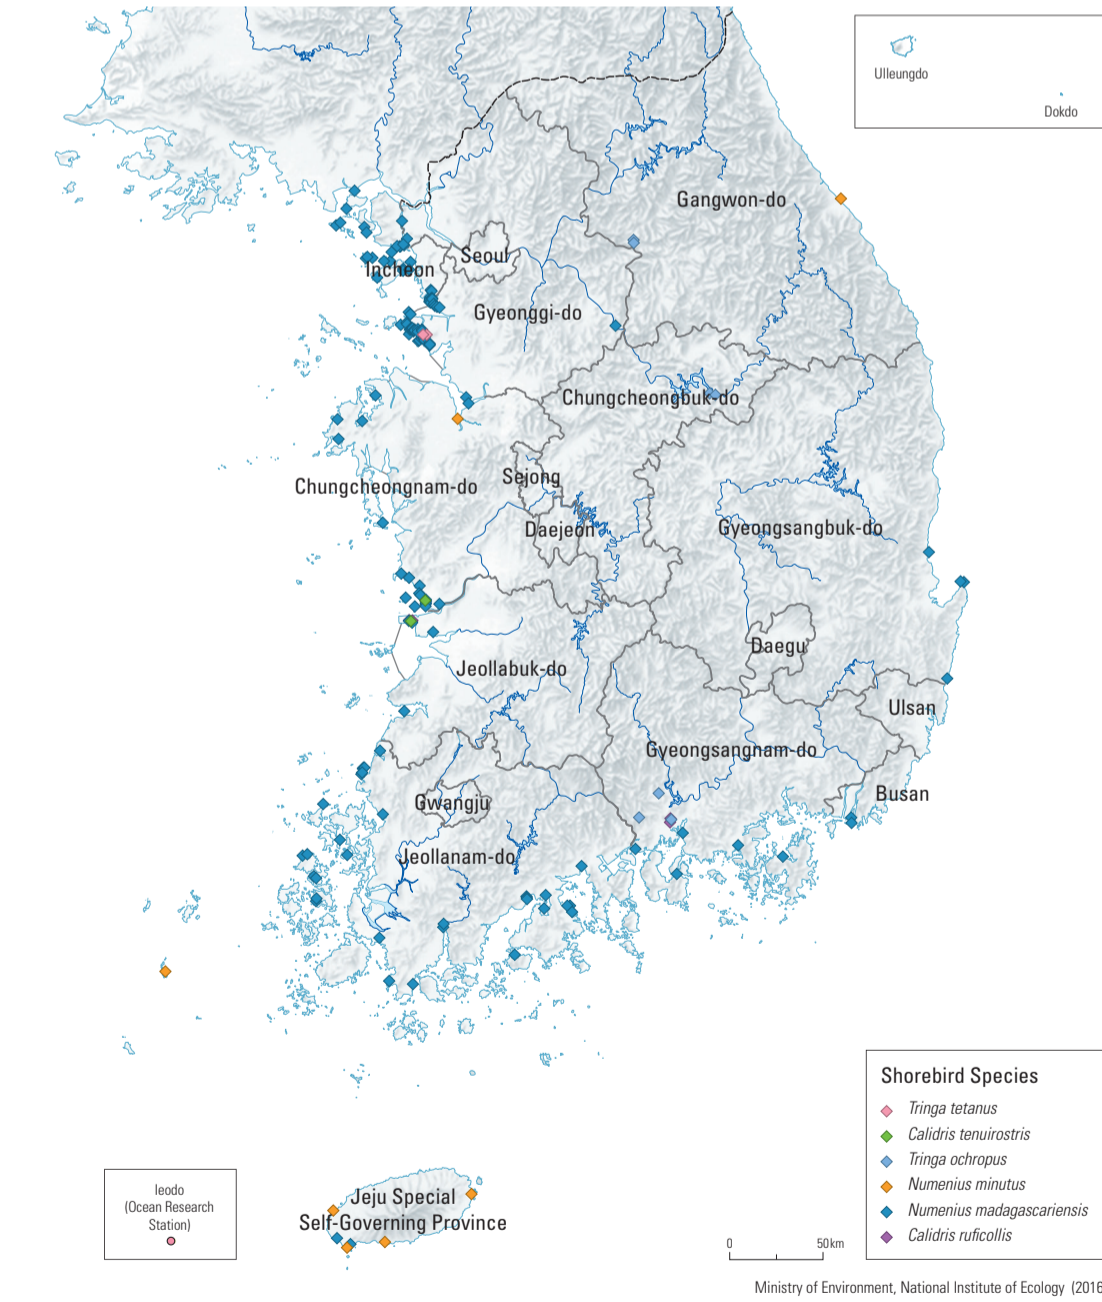 Ulleungdo
Dokdo
Gangwon-do
Seoul
Incheon
Gyeonggi-do
Chungcheongbuk-do
Sejong
Chungcheongnam-do
Daejeon
Gyeongsangbuk-do
Daegu
Jeollabuk-do
Ulsan
Gyeongsangnam-do
Busan
Gwangju
Jeollanam-do
Shorebird Species
Tringa tetanus
Calidris tenuirostris
Tringa ochropus
Numenius minutus
Numenius madagascariensis
Calidris ruficollis
Ieodo
(Ocean Research
Station)
Jeju Special
Self-Governing Province
0 50km
Ministry of Environment, National Institute of Ecology (2016